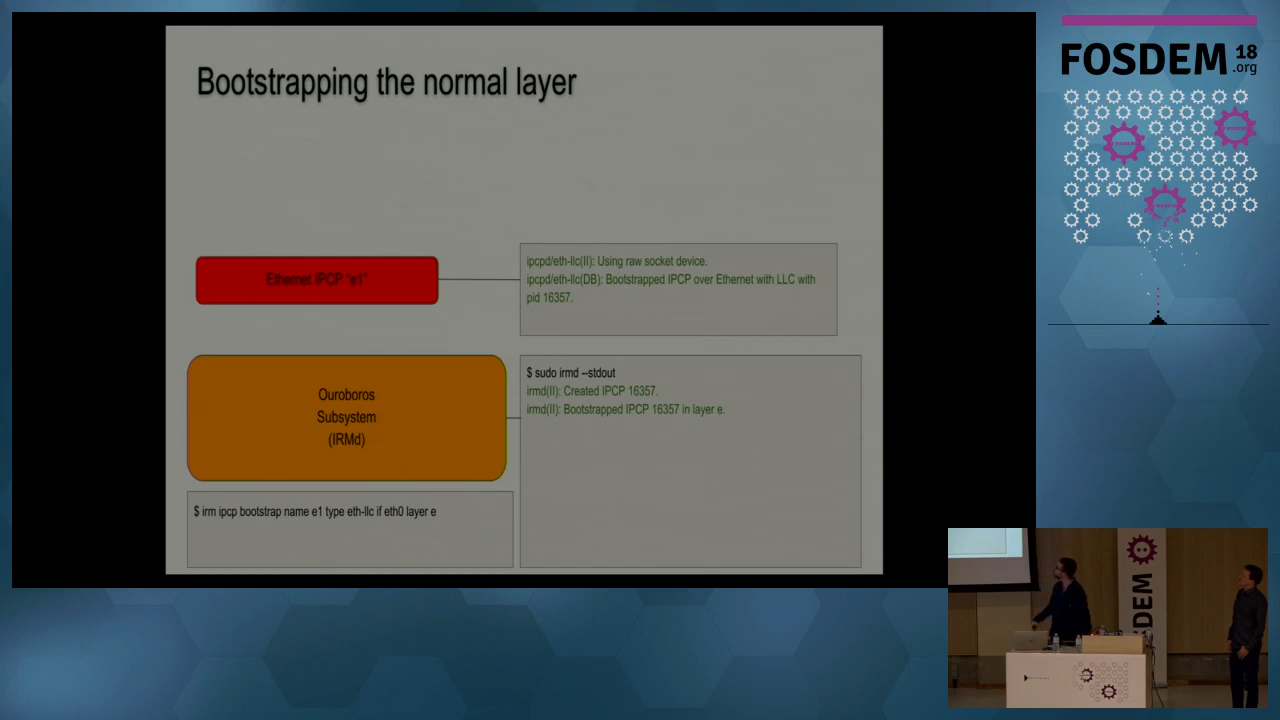 Bootstrapping the normal layer
Ethernet IPCP "e1"
ipcpd/eth-llc(II): Using raw socket device.
ipcpd/eth-llc(DB): Bootstrapped IPCP over Ethernet with LLC with
pid 16357.
Ouroboros
Subsystem
(IRMd)
$ sudo irmd --stdout
irmd(II): Created IPCP 16357.
irmd(II): Bootstrapped IPCP 16357 in layer e.
$ irm ipcp bootstrap name e1 type eth-llc if eth0 layer e
FOSDEM 18
.org
DEM